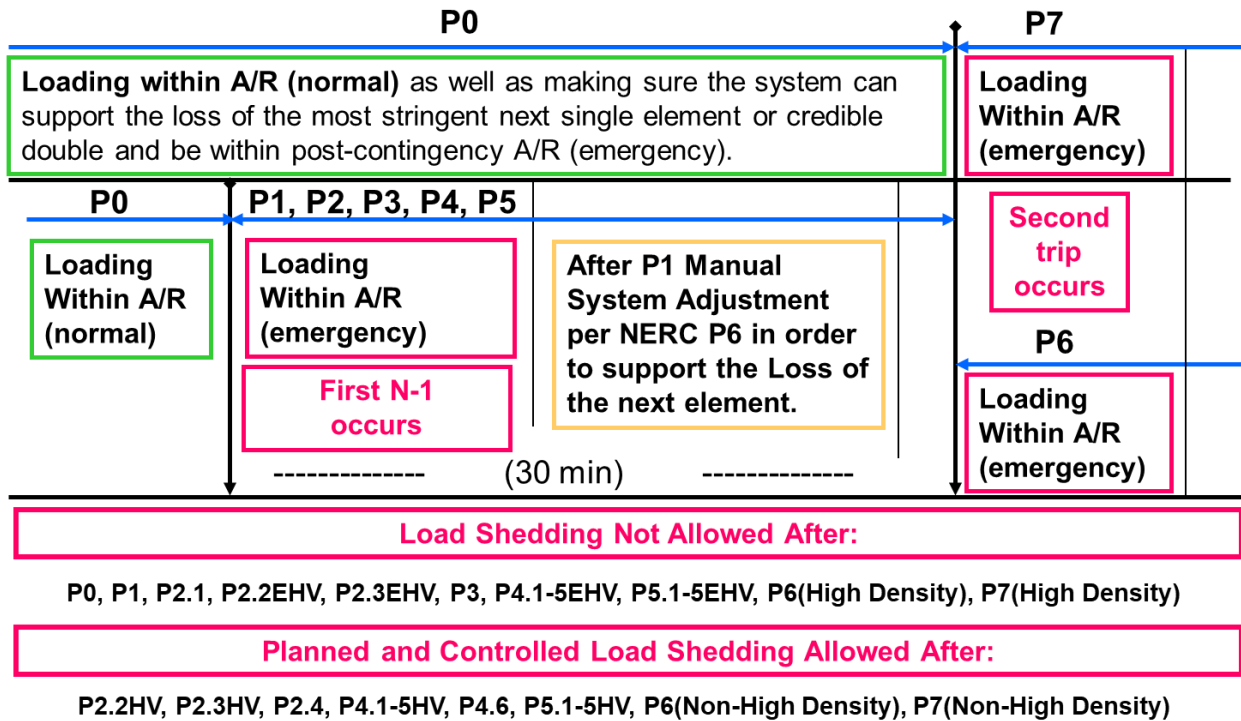 P0
P7
Loading within A/R (normal) as well as making sure the system can
support the loss of the most stringent next single element or credible
double and be within post-contingency A/R (emergency).
Loading
Within A/R
(emergency)
P0
P1, P2, P3, P4, P5
Loading
Within A/R
(normal)
Loading
Within A/R
(emergency)
First N-1
occurs
After P1 Manual
System Adjustment
per NERC P6 in order
to support the Loss of
the next element.
Second
trip
occurs
P6
Loading
Within A/R
(emergency)
------------- (30 min) -------------
Load Shedding Not Allowed After:
P0, P1, P2.1, P2.2EHV, P2.3EHV, P3, P4.1-5EHV, P5.1-5EHV, P6(High Density), P7(High Density)
Planned and Controlled Load Shedding Allowed After:
P2.2HV, P2.3HV, P2.4, P4.1-5HV, P4.6, P5.1-5HV, P6(Non-High Density), P7(Non-High Density)